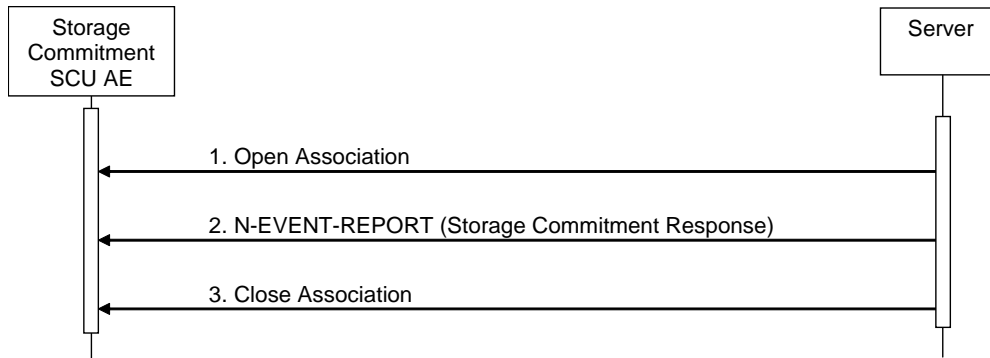 Storage
Commitment
SCU AE
Server
1. Open Association
2. N-EVENT-REPORT (Storage Commitment Response)
3. Close Association